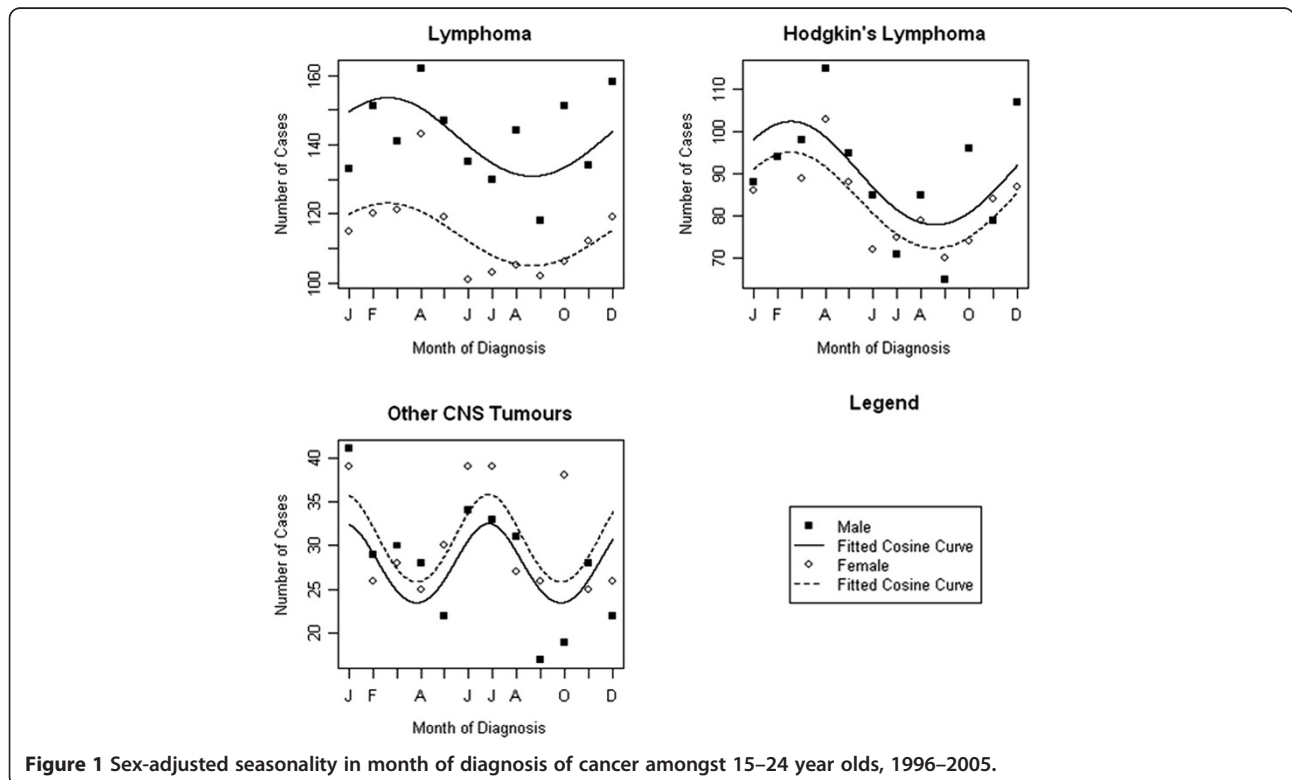 Lymphoma
160
140
120
100
Number of Cases
J F A J J A O D
Month of Diagnosis
Hodgkin's Lymphoma
110
100
90
80
70
Number of Cases
J F A J J A O D
Month of Diagnosis
Other CNS Tumours
40
35
30
25
20
Number of Cases
J F A J J A O D
Month of Diagnosis
Legend
Male
Fitted Cosine Curve
Female
Fitted Cosine Curve
Figure 1 Sex-adjusted seasonality in month of diagnosis of cancer amongst 15–24 year olds, 1996–2005.